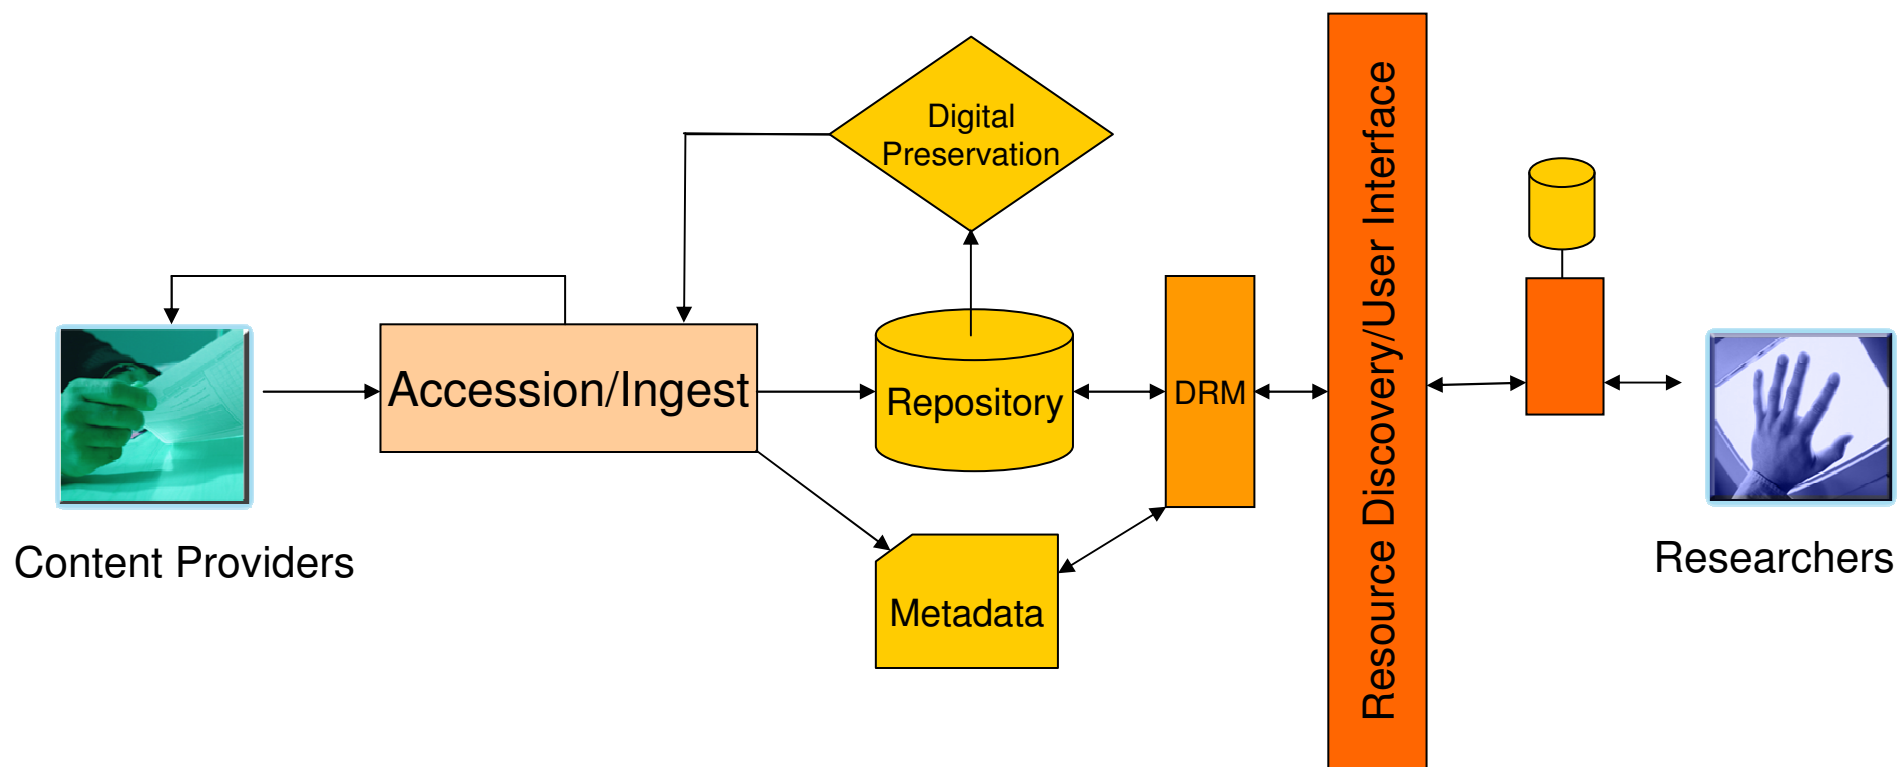 Digital
Preservation
Resource Discovery/User Interface
Accession/Ingest
Repository
DRM
Content Providers
Metadata
Researchers